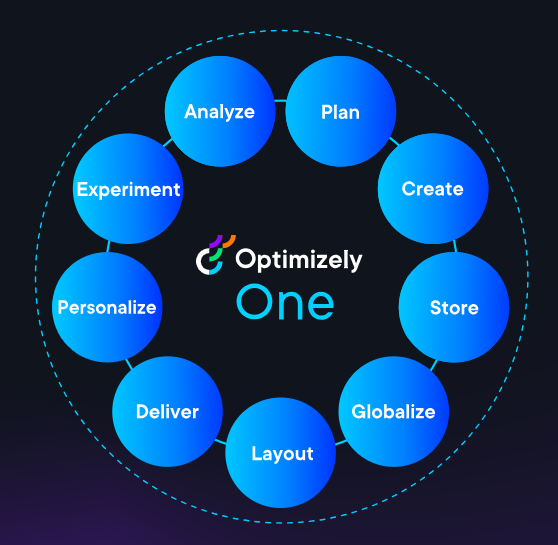 Analyze
Plan
Experiment
Create
Optimizely
One
Personalize
Store
Deliver
Globalize
Layout